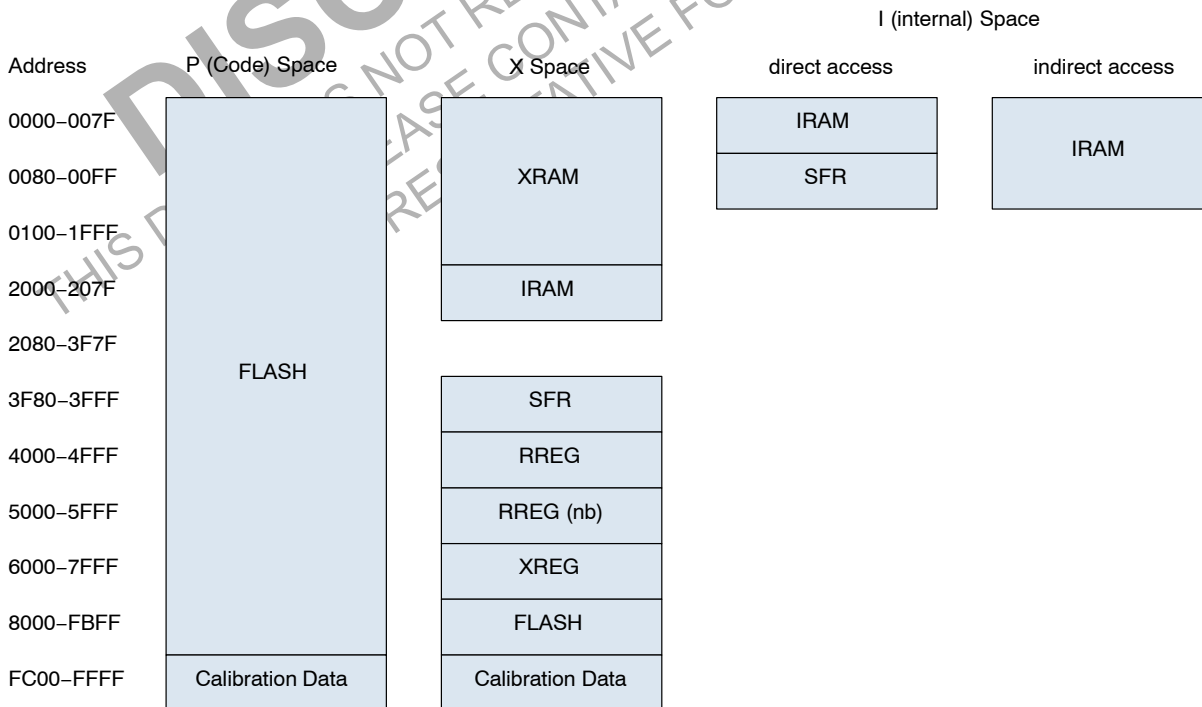 I (internal) Space
Address P (Code) Space X Space direct access indirect access
0000−007F IRAM
IRAM
0080−00FF XRAM SFR
0100−1FFF
2000−207F IRAM
2080−3F7F
FLASH
3F80−3FFF SFR
4000−4FFF RREG
5000−5FFF RREG (nb)
6000−7FFF XREG
8000−FBFF FLASH
FC00−FFFF Calibration Data Calibration Data
THIS